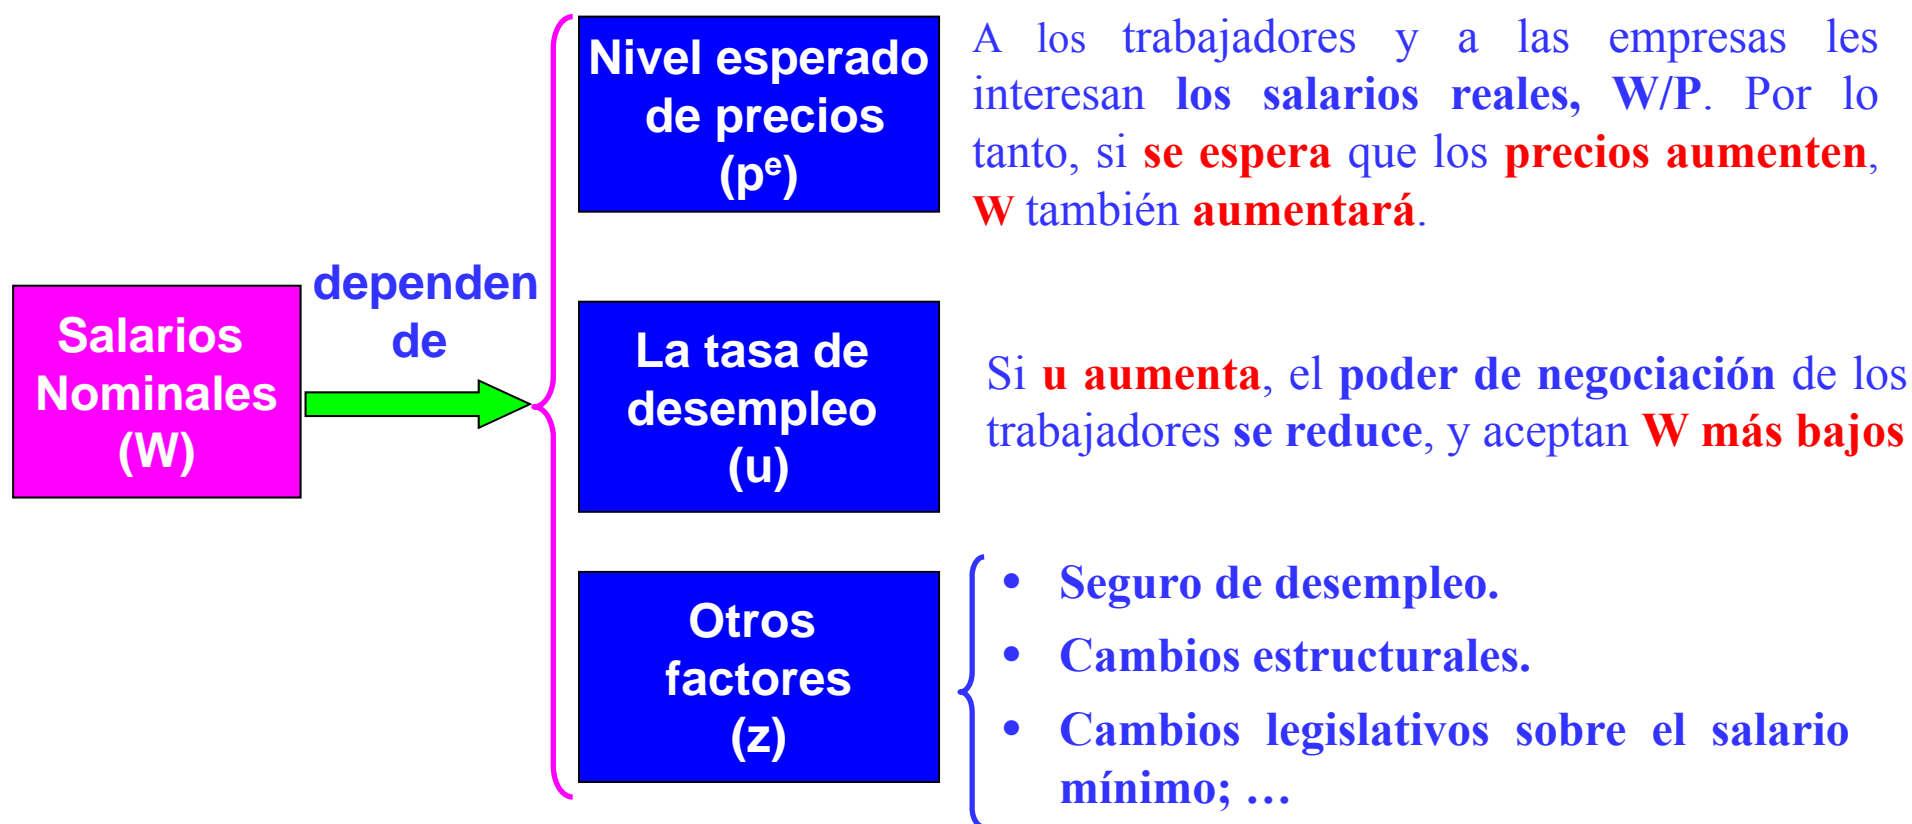 Nivel esperado
de precios
(pᵉ)
A los trabajadores y a las empresas les
interesan los salarios reales, W/P. Por lo
tanto, si se espera que los precios aumenten,
W también aumentará.
Salarios
Nominales
(W)
dependen
de
La tasa de
desempleo
(u)
Si u aumenta, el poder de negociación de los
trabajadores se reduce, y aceptan W más bajos
Otros
factores
(z)
• Seguro de desempleo.
• Cambios estructurales.
• Cambios legislativos sobre el salario
mínimo; …